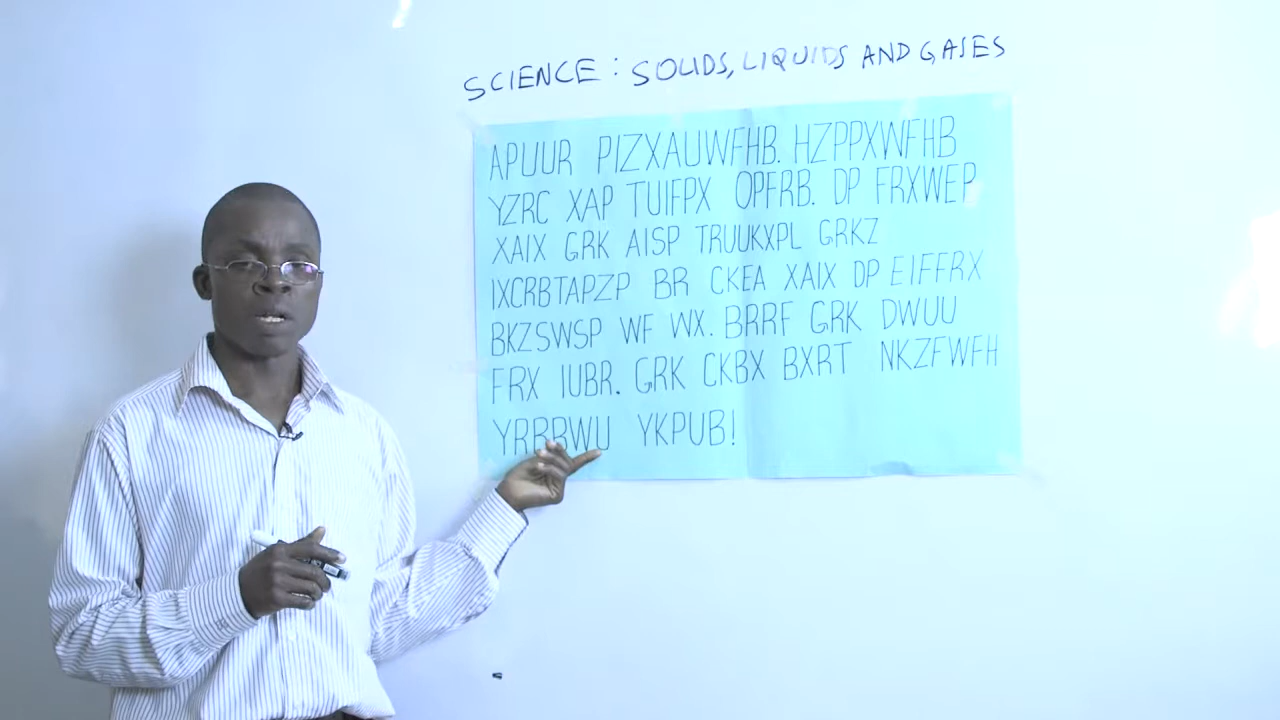 SCIENCE: SOLIDS, LIQUIDS AND GASES
APUUR PIZXAUWFHB. HZPPXWFHB
YZRC XAP TUIFPX OPFRB. DP FRXWEP
XAIX GRK AISP TRUUKXPL GRKZ
IXCRBTAPZP BR CKEA XAIX DP EIFFRX
BKZSWSP WF WX. BRRF GRK DWUU
FRX IUBR. GRK CKBX BXRT NKZFWFH
YRBBWU YKPUB!